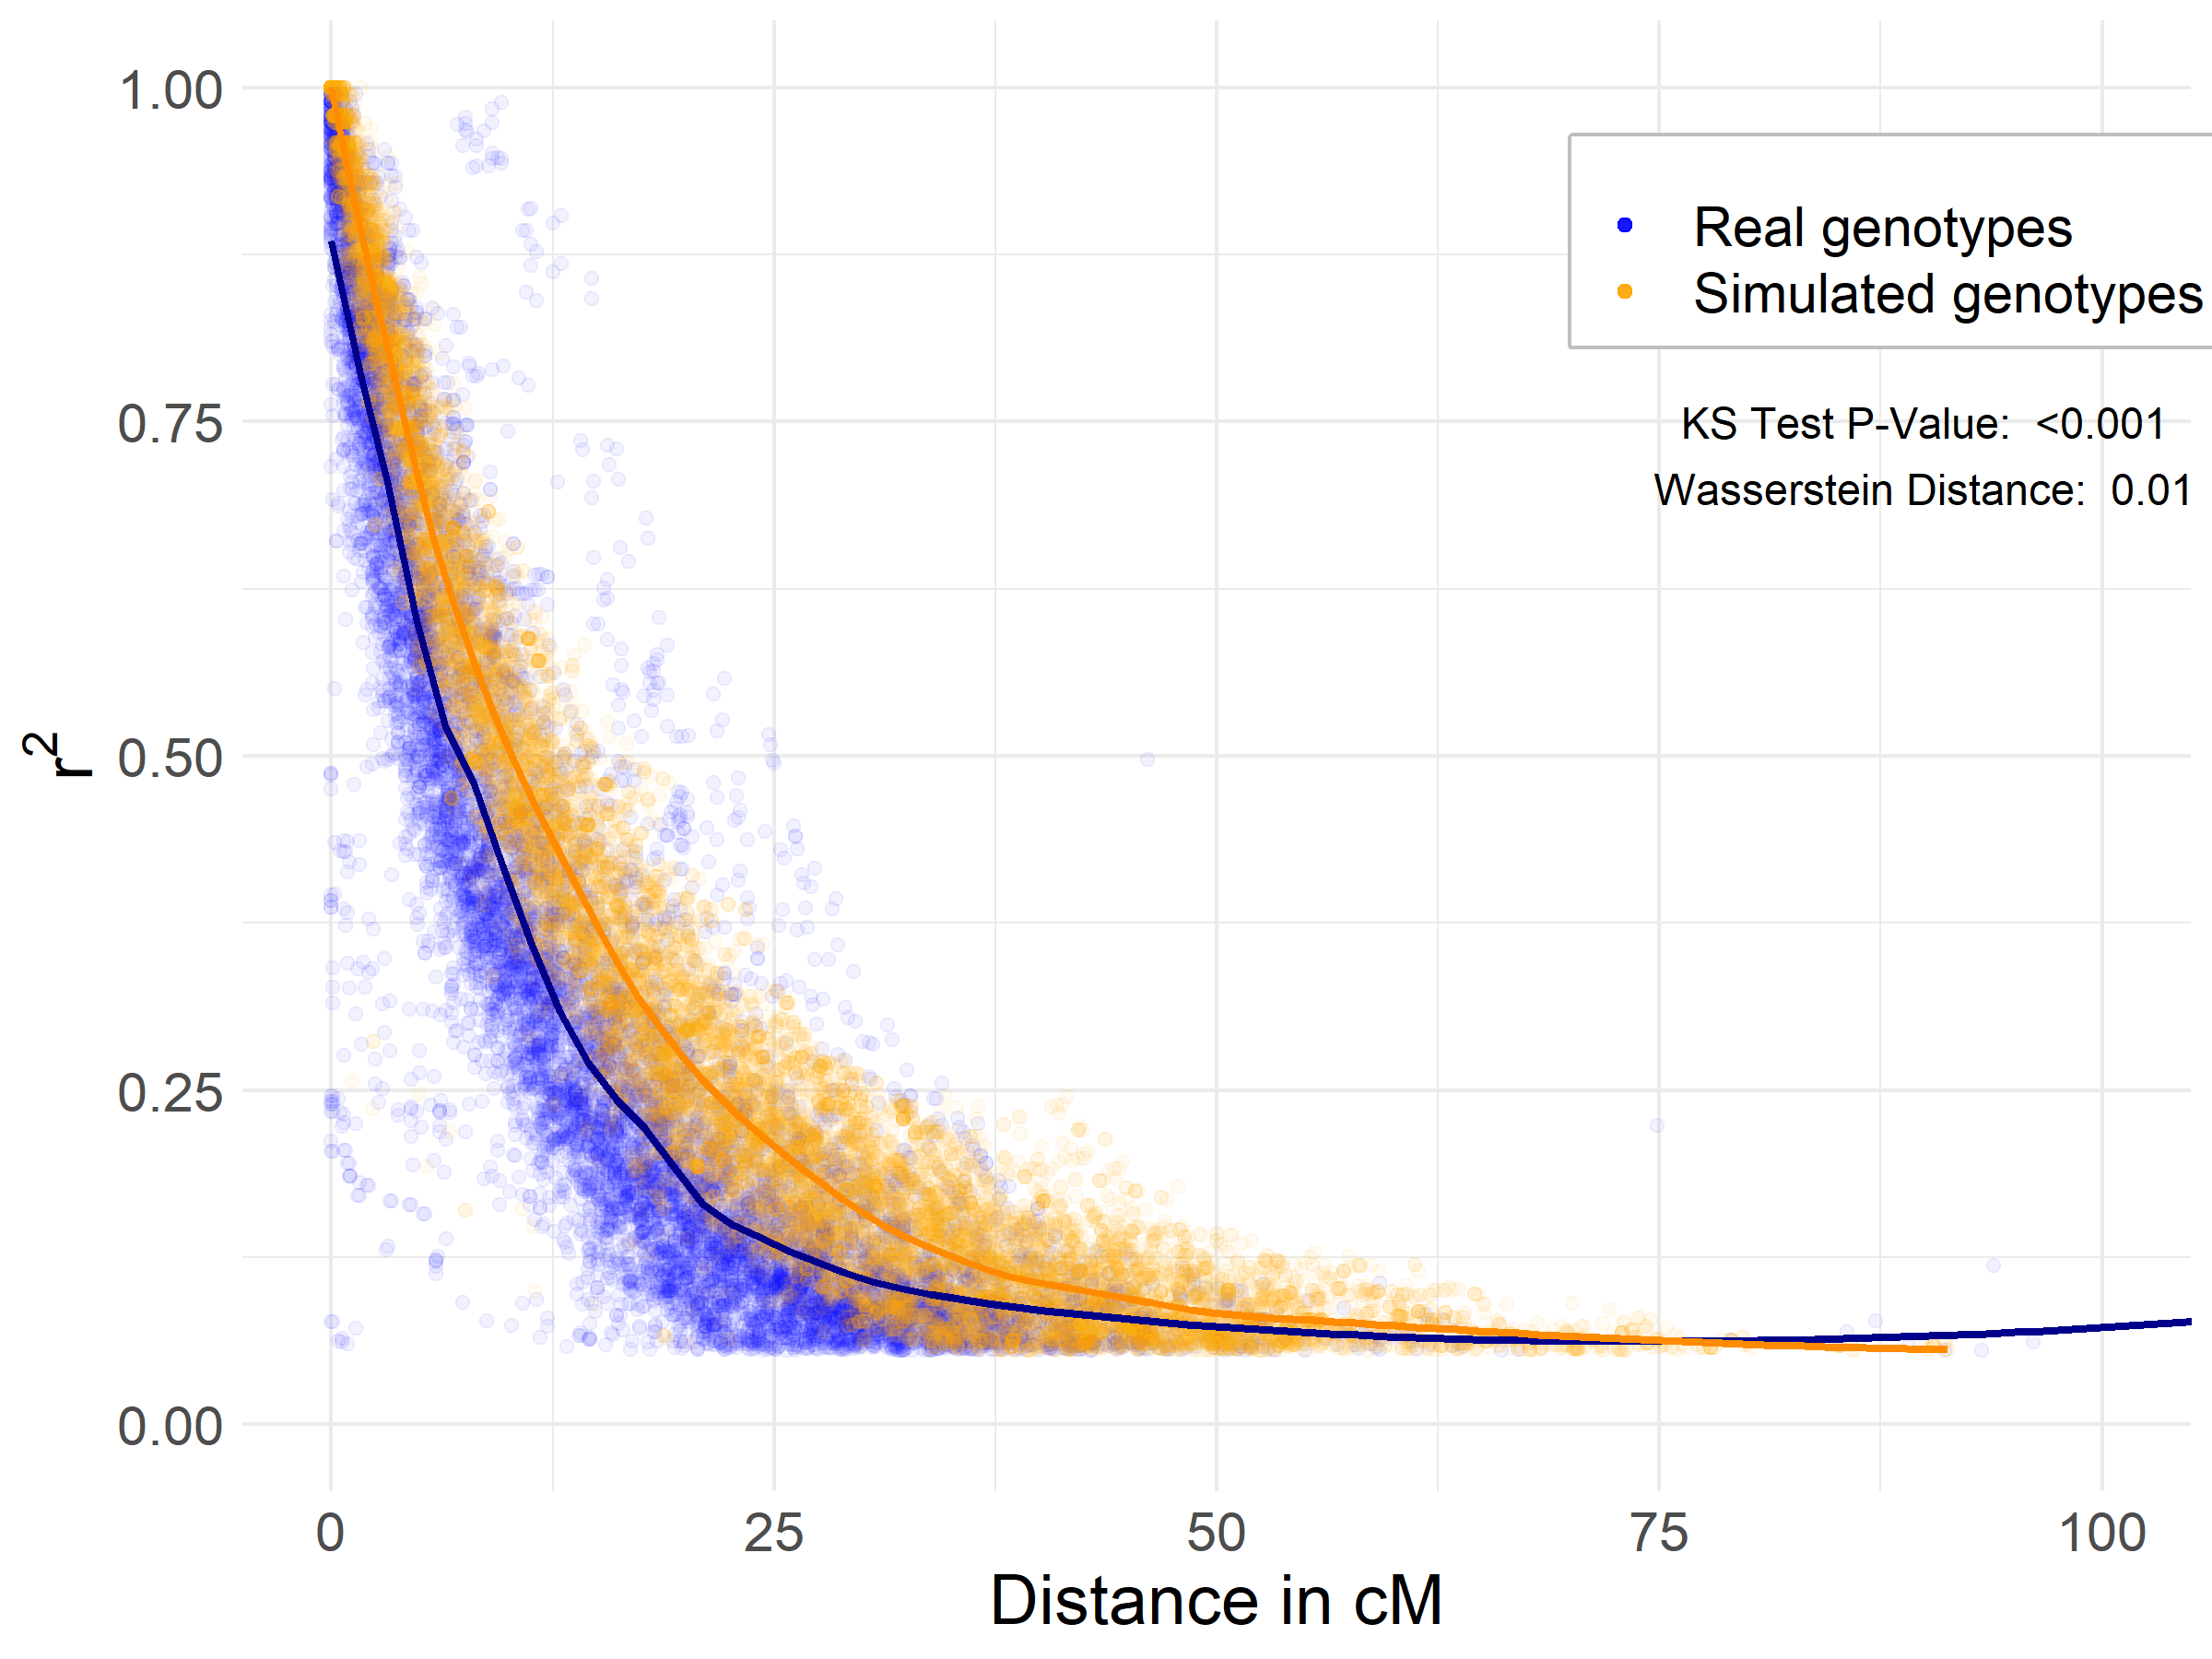 1.00
0.75
0.50
0.25
0.00
r²
Real genotypes
Simulated genotypes
KS Test P-Value: <0.001
Wasserstein Distance: 0.01
0 25 50 75 100
Distance in cM